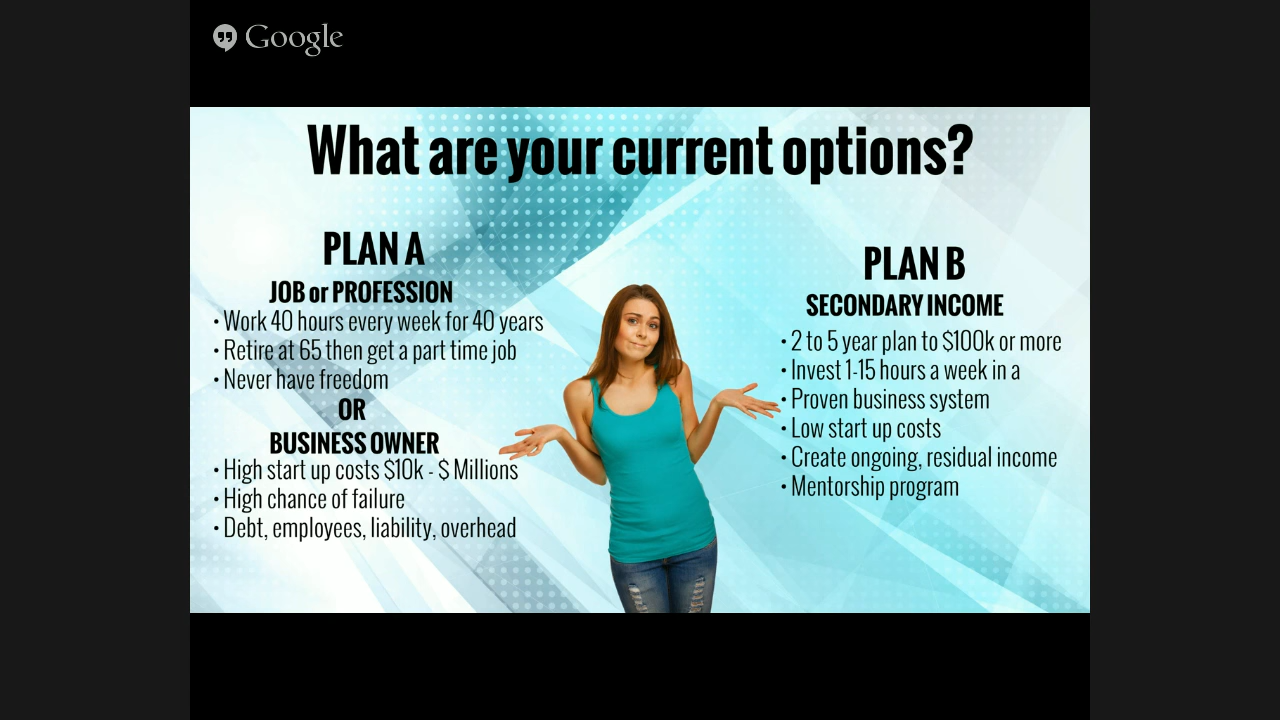 Google
What are your current options?
PLAN A
JOB or PROFESSION
• Work 40 hours every week for 40 years
• Retire at 65 then get a part time job
• Never have freedom
OR
BUSINESS OWNER
• High start up costs $10k - $ Millions
• High chance of failure
• Debt, employees, liability, overhead
PLAN B
SECONDARY INCOME
• 2 to 5 year plan to $100k or more
• Invest 1-15 hours a week in a
• Proven business system
• Low start up costs
• Create ongoing, residual income
• Mentorship program